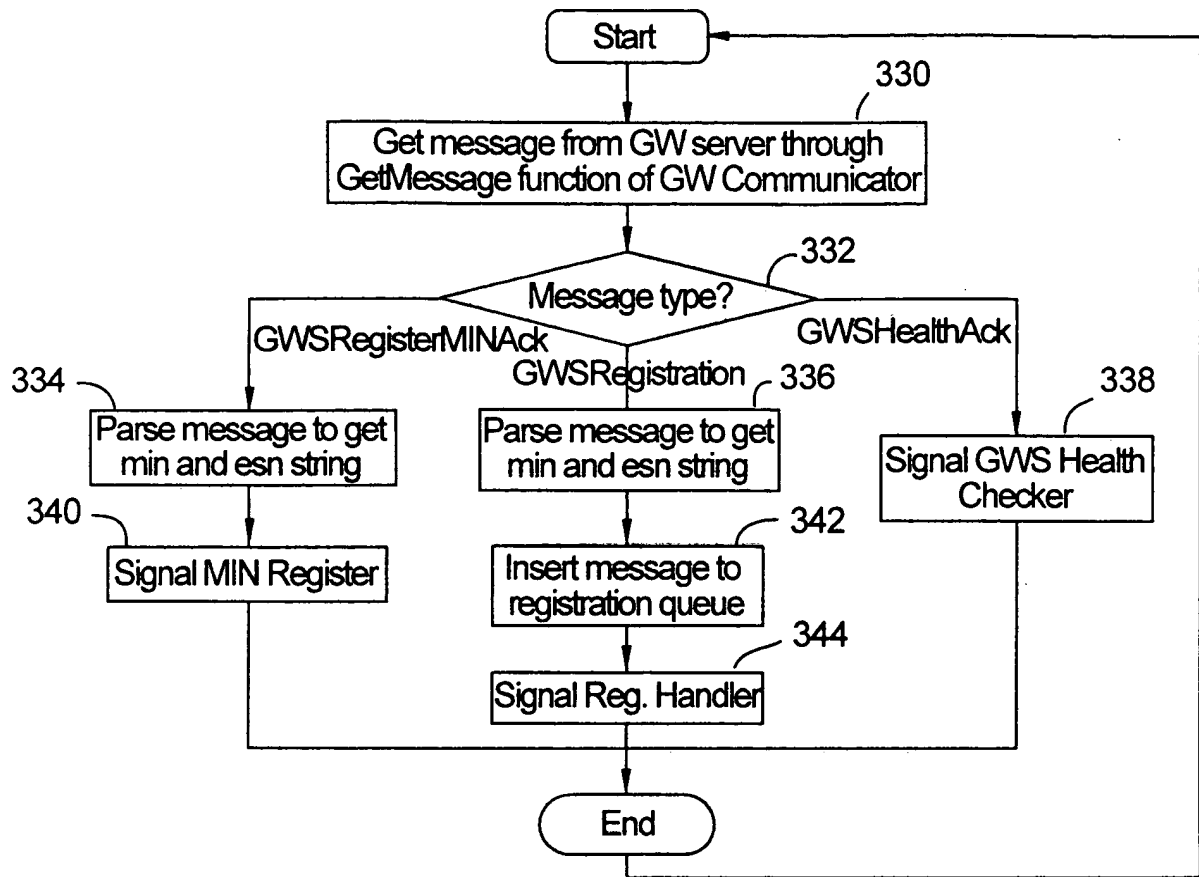 Start
330
Get message from GW server through
GetMessage function of GW Communicator
332
Message type?
GWSRegisterMINAck
GWSRegistration
GWSHealthAck
334
Parse message to get
min and esn string
336
Parse message to get
min and esn string
338
Signal GWS Health
Checker
340
Signal MIN Register
342
Insert message to
registration queue
344
Signal Reg. Handler
End